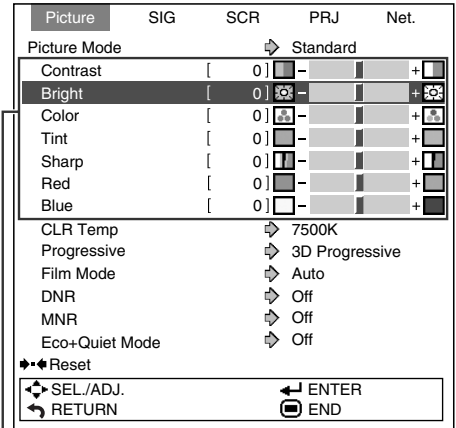 Picture SIG SCR PRJ Net.
Picture Mode Standard
Contrast [ 0 ] - +
Bright [ 0 ] - +
Color [ 0 ] - +
Tint [ 0 ] - +
Sharp [ 0 ] - +
Red [ 0 ] - +
Blue [ 0 ] - +
CLR Temp 7500K
Progressive 3D Progressive
Film Mode Auto
DNR Off
MNR Off
Eco+Quiet Mode Off
Reset
SEL./ADJ. ENTER
RETURN END